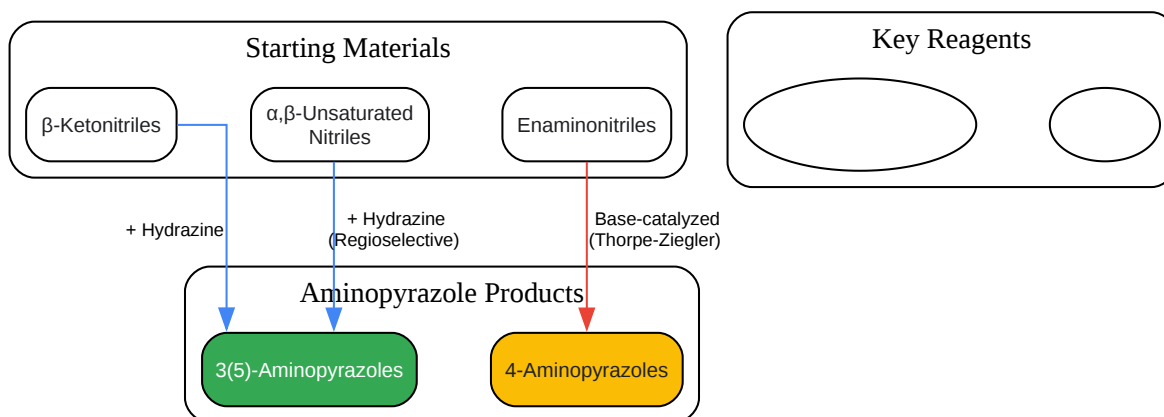 Starting Materials
Key Reagents
β-Ketonitriles
α,β-Unsaturated
Nitriles
Enaminonitriles
+ Hydrazine
+ Hydrazine
(Regioselective)
Base-catalyzed
(Thorpe-Ziegler)
Aminopyrazole Products
3(5)-Aminopyrazoles
4-Aminopyrazoles